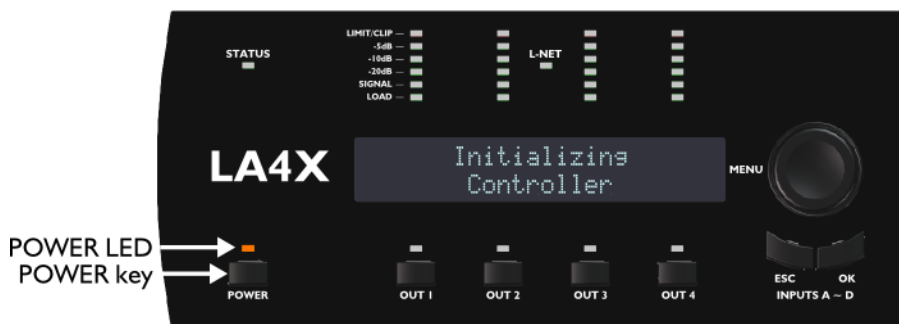 LIMIT/CLIP
-5dB
-10dB
-20dB
SIGNAL
LOAD
STATUS
L-NET
LA4X
Initializing
Controller
MENU
POWER LED
POWER key
POWER
OUT 1
OUT 2
OUT 3
OUT 4
ESC
OK
INPUTS A ~ D